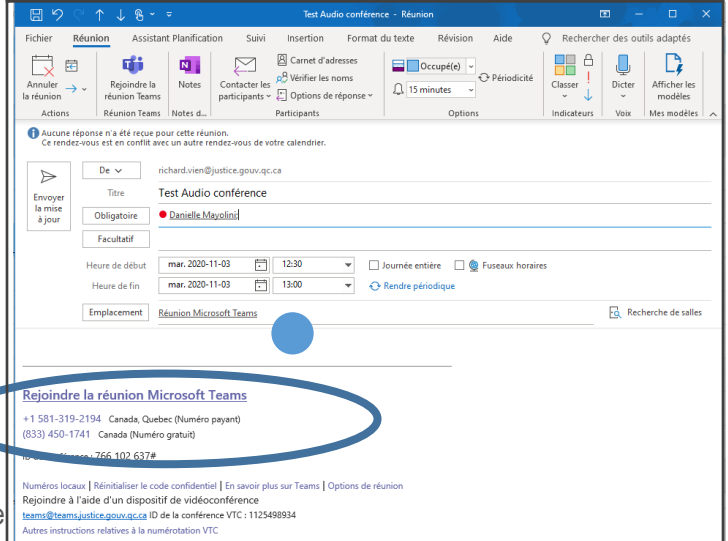 Test Audio conférence - Réunion
Fichier Réunion Assistant Planification Suivi Insertion Format du texte Révision Aide Rechercher des outils adaptés
Annuler la réunion
Rejoindre la réunion Teams
Notes
Contacter les participants
Carnet d'adresses
Vérifier les noms
Options de réponse
Occupé(e)
15 minutes
Périodicité
Classer
Dicter
Afficher les modèles
Actions Réunion Teams Notes d... Participants Options Indicateurs Voix Mes modèles
Aucune réponse n'a été reçue pour cette réunion.
Ce rendez-vous est en conflit avec un autre rendez-vous de votre calendrier.
Envoyer la mise à jour
De richard.vien@justice.gouv.qc.ca
Titre Test Audio conférence
Obligatoire Danielle Mayolini;
Facultatif
Heure de début mar. 2020-11-03 12:30 Journée entière Fuseaux horaires
Heure de fin mar. 2020-11-03 13:00 Rendre périodique
Emplacement Réunion Microsoft Teams Recherche de salles
Rejoindre la réunion Microsoft Teams
+1 581-319-2194 Canada, Quebec (Numéro payant)
(833) 450-1741 Canada (Numéro gratuit)
766 102 637#
Numéros locaux | Réinitialiser le code confidentiel | En savoir plus sur Teams | Options de réunion
Rejoindre à l'aide d'un dispositif de vidéoconférence
teams@teams.justice.gouv.qc.ca ID de la conférence VTC : 1125498934
Autres instructions relatives à la numérotation VTC